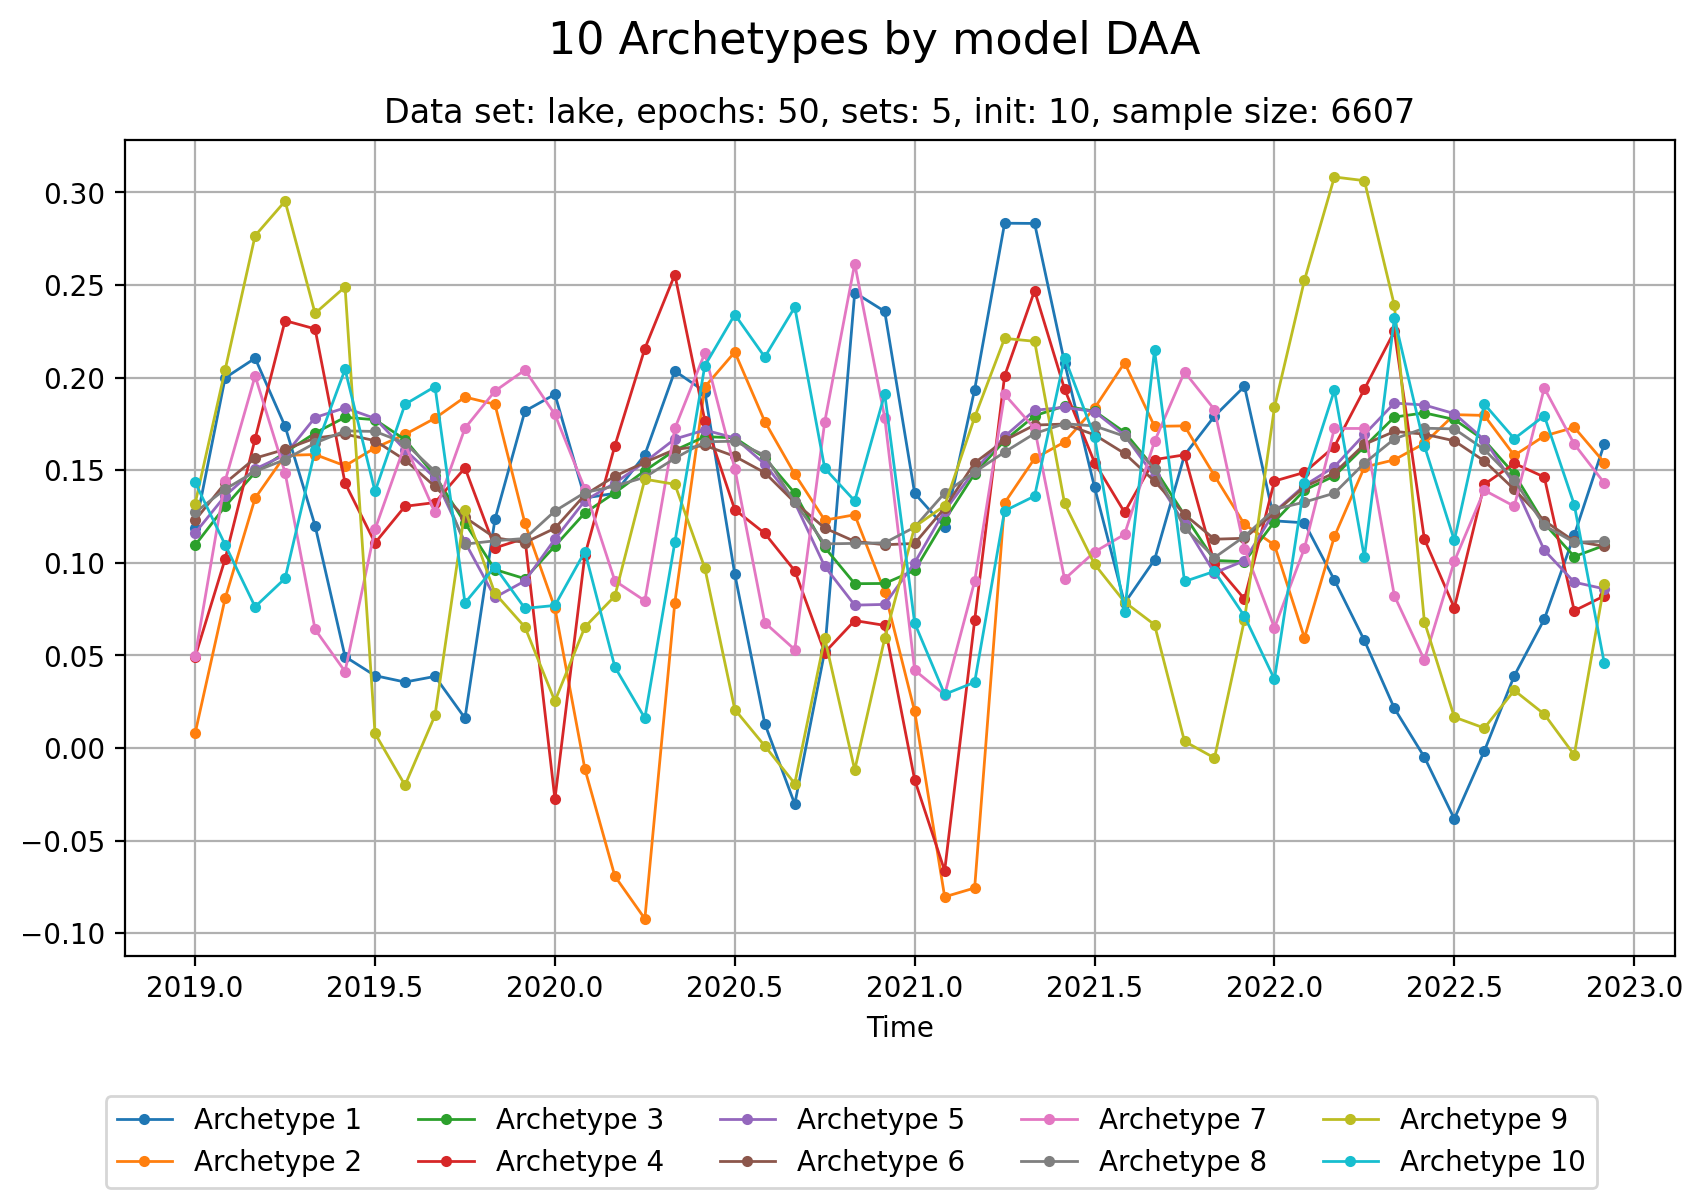 10 Archetypes by model DAA
Data set: lake, epochs: 50, sets: 5, init: 10, sample size: 6607
0.30
0.25
0.20
0.15
0.10
0.05
0.00
−0.05
−0.10
2019.0 2019.5 2020.0 2020.5 2021.0 2021.5 2022.0 2022.5 2023.0
Time
Archetype 1 Archetype 3 Archetype 5 Archetype 7 Archetype 9
Archetype 2 Archetype 4 Archetype 6 Archetype 8 Archetype 10